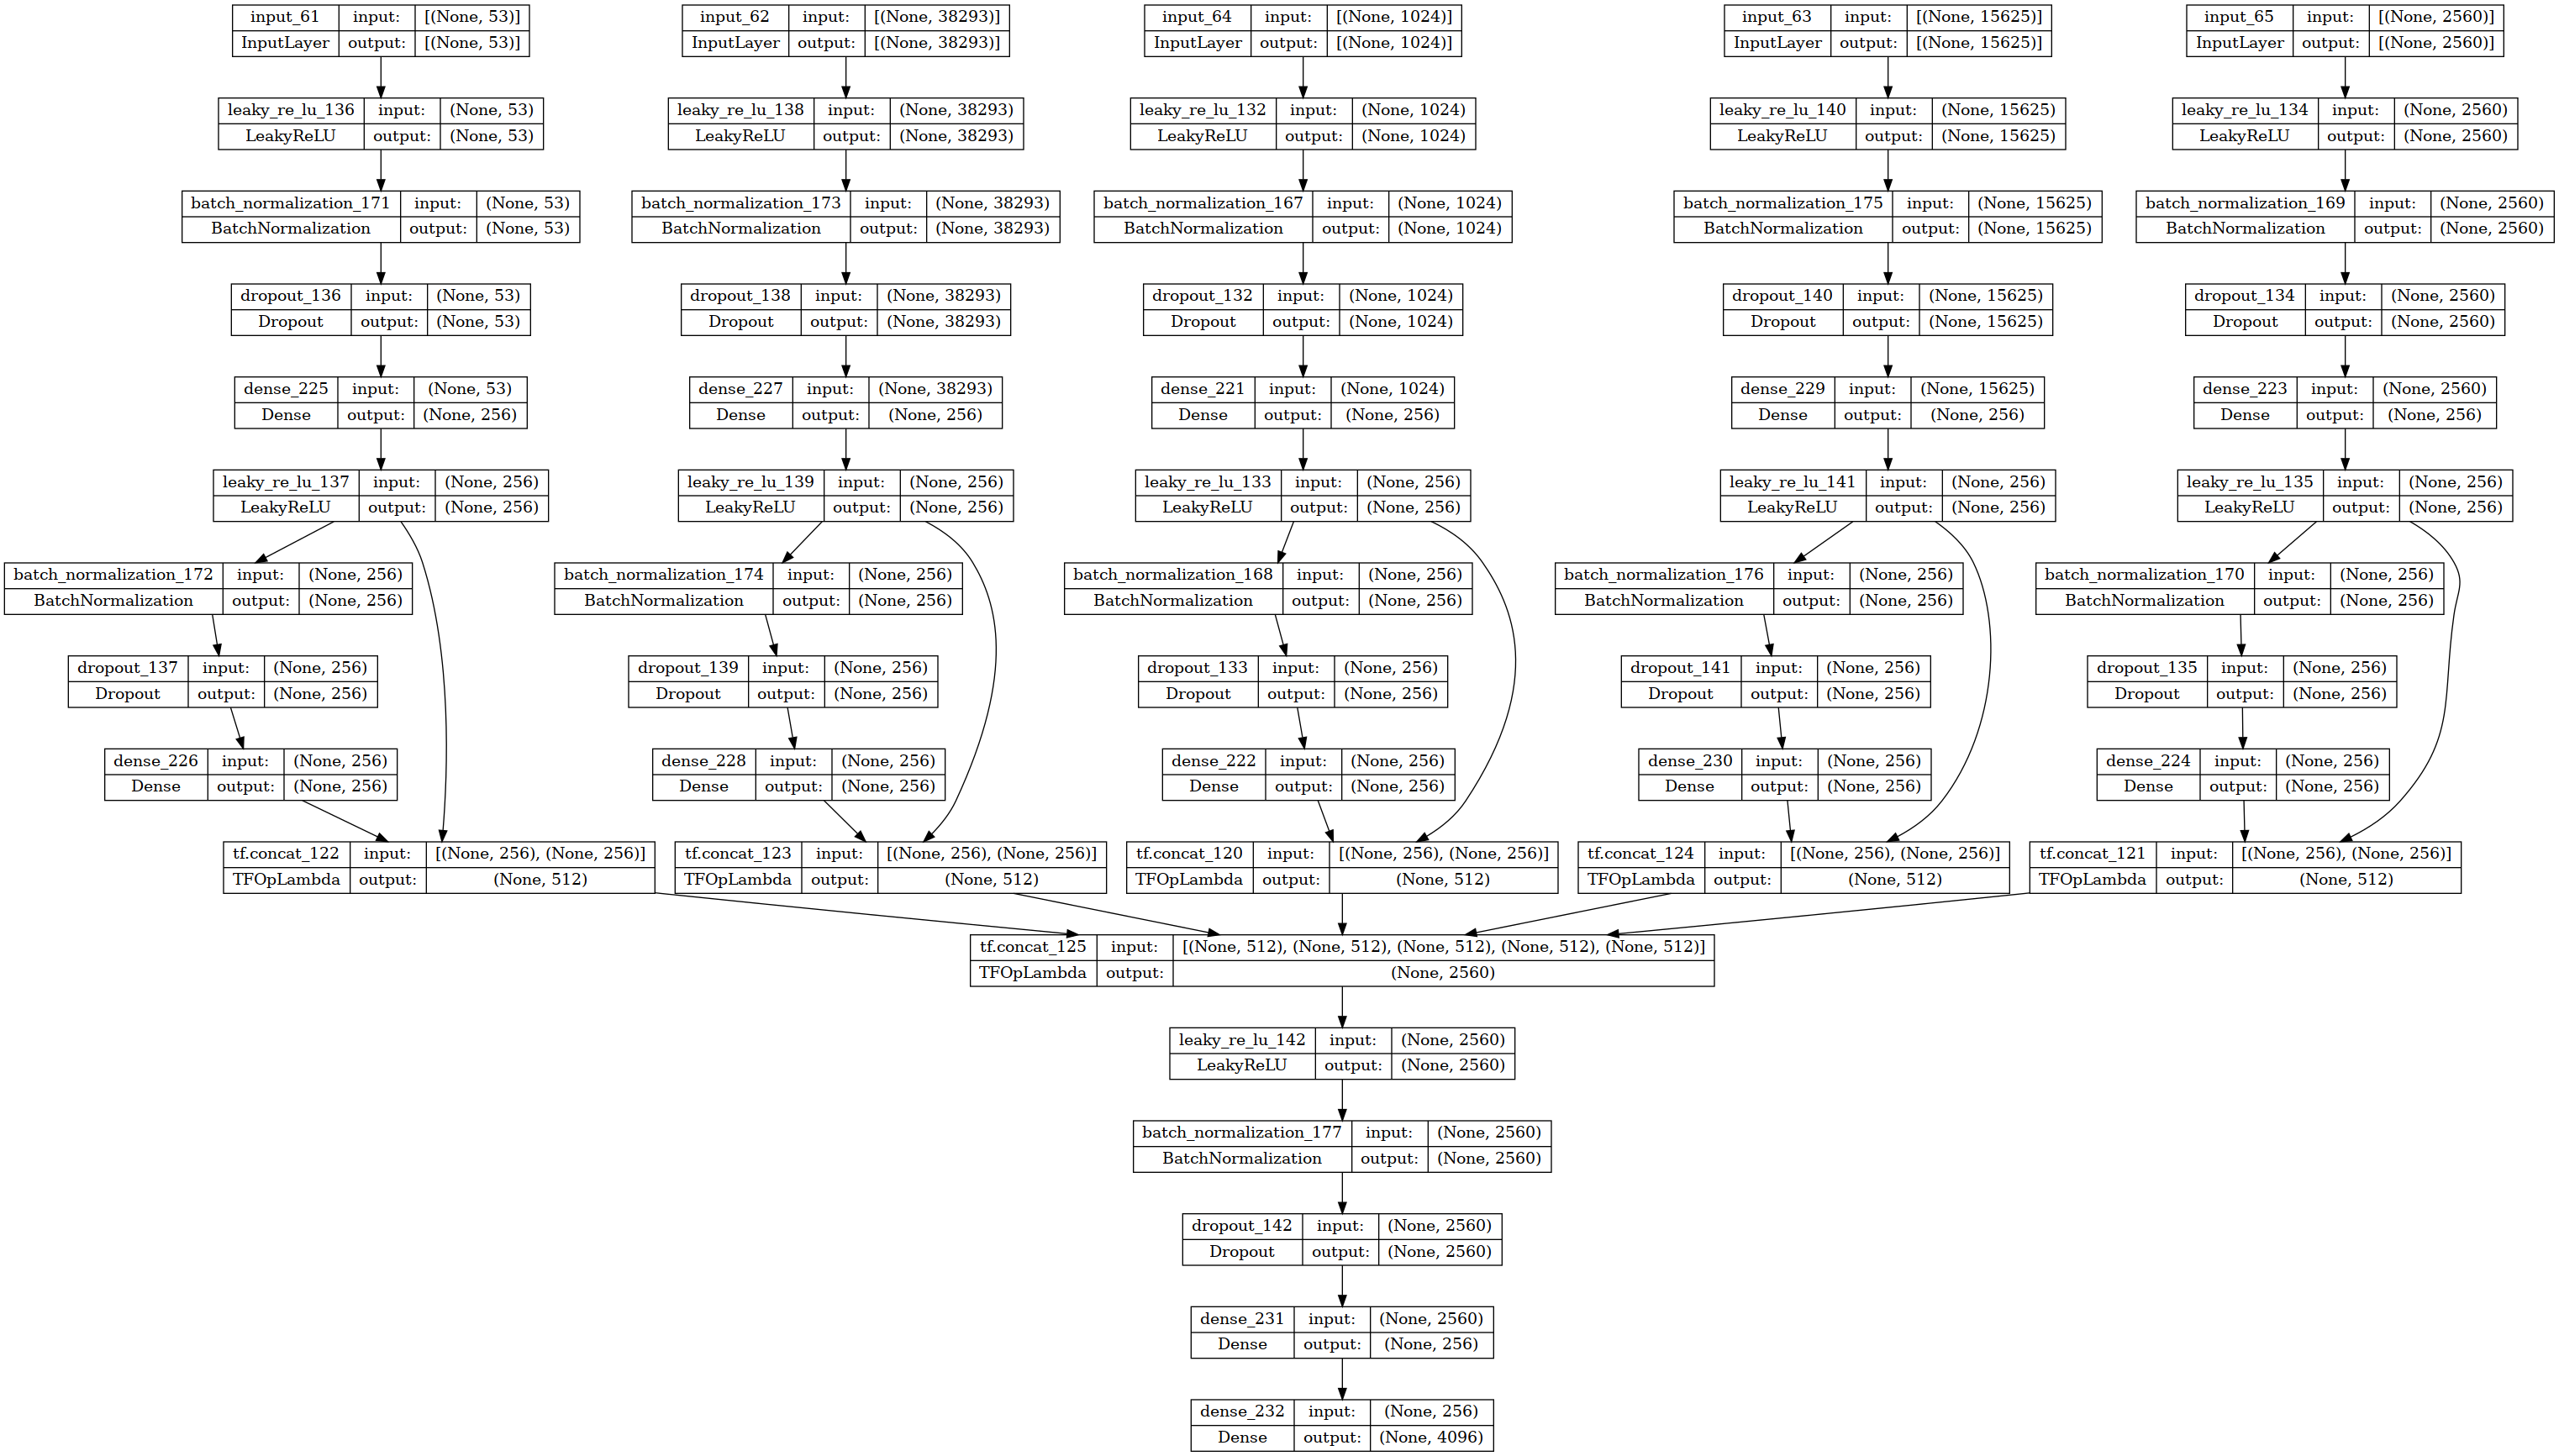 input_61 input: [(None, 53)]
InputLayer output: [(None, 53)]
input_62 input: [(None, 38293)]
InputLayer output: [(None, 38293)]
input_64 input: [(None, 1024)]
InputLayer output: [(None, 1024)]
input_63 input: [(None, 15625)]
InputLayer output: [(None, 15625)]
input_65 input: [(None, 2560)]
InputLayer output: [(None, 2560)]
leaky_re_lu_136 input: (None, 53)
LeakyReLU output: (None, 53)
leaky_re_lu_138 input: (None, 38293)
LeakyReLU output: (None, 38293)
leaky_re_lu_132 input: (None, 1024)
LeakyReLU output: (None, 1024)
leaky_re_lu_140 input: (None, 15625)
LeakyReLU output: (None, 15625)
leaky_re_lu_134 input: (None, 2560)
LeakyReLU output: (None, 2560)
batch_normalization_171 input: (None, 53)
BatchNormalization output: (None, 53)
batch_normalization_173 input: (None, 38293)
BatchNormalization output: (None, 38293)
batch_normalization_167 input: (None, 1024)
BatchNormalization output: (None, 1024)
batch_normalization_175 input: (None, 15625)
BatchNormalization output: (None, 15625)
batch_normalization_169 input: (None, 2560)
BatchNormalization output: (None, 2560)
dropout_136 input: (None, 53)
Dropout output: (None, 53)
dropout_138 input: (None, 38293)
Dropout output: (None, 38293)
dropout_132 input: (None, 1024)
Dropout output: (None, 1024)
dropout_140 input: (None, 15625)
Dropout output: (None, 15625)
dropout_134 input: (None, 2560)
Dropout output: (None, 2560)
dense_225 input: (None, 53)
Dense output: (None, 256)
dense_227 input: (None, 38293)
Dense output: (None, 256)
dense_221 input: (None, 1024)
Dense output: (None, 256)
dense_229 input: (None, 15625)
Dense output: (None, 256)
dense_223 input: (None, 2560)
Dense output: (None, 256)
leaky_re_lu_137 input: (None, 256)
LeakyReLU output: (None, 256)
leaky_re_lu_139 input: (None, 256)
LeakyReLU output: (None, 256)
leaky_re_lu_133 input: (None, 256)
LeakyReLU output: (None, 256)
leaky_re_lu_141 input: (None, 256)
LeakyReLU output: (None, 256)
leaky_re_lu_135 input: (None, 256)
LeakyReLU output: (None, 256)
batch_normalization_172 input: (None, 256)
BatchNormalization output: (None, 256)
batch_normalization_174 input: (None, 256)
BatchNormalization output: (None, 256)
batch_normalization_168 input: (None, 256)
BatchNormalization output: (None, 256)
batch_normalization_176 input: (None, 256)
BatchNormalization output: (None, 256)
batch_normalization_170 input: (None, 256)
BatchNormalization output: (None, 256)
dropout_137 input: (None, 256)
Dropout output: (None, 256)
dropout_139 input: (None, 256)
Dropout output: (None, 256)
dropout_133 input: (None, 256)
Dropout output: (None, 256)
dropout_141 input: (None, 256)
Dropout output: (None, 256)
dropout_135 input: (None, 256)
Dropout output: (None, 256)
dense_226 input: (None, 256)
Dense output: (None, 256)
dense_228 input: (None, 256)
Dense output: (None, 256)
dense_222 input: (None, 256)
Dense output: (None, 256)
dense_230 input: (None, 256)
Dense output: (None, 256)
dense_224 input: (None, 256)
Dense output: (None, 256)
tf.concat_122 input: [(None, 256), (None, 256)]
TFOpLambda output: (None, 512)
tf.concat_123 input: [(None, 256), (None, 256)]
TFOpLambda output: (None, 512)
tf.concat_120 input: [(None, 256), (None, 256)]
TFOpLambda output: (None, 512)
tf.concat_124 input: [(None, 256), (None, 256)]
TFOpLambda output: (None, 512)
tf.concat_121 input: [(None, 256), (None, 256)]
TFOpLambda output: (None, 512)
tf.concat_125 input: [(None, 512), (None, 512), (None, 512), (None, 512), (None, 512)]
TFOpLambda output: (None, 2560)
leaky_re_lu_142 input: (None, 2560)
LeakyReLU output: (None, 2560)
batch_normalization_177 input: (None, 2560)
BatchNormalization output: (None, 2560)
dropout_142 input: (None, 2560)
Dropout output: (None, 2560)
dense_231 input: (None, 2560)
Dense output: (None, 256)
dense_232 input: (None, 256)
Dense output: (None, 4096)